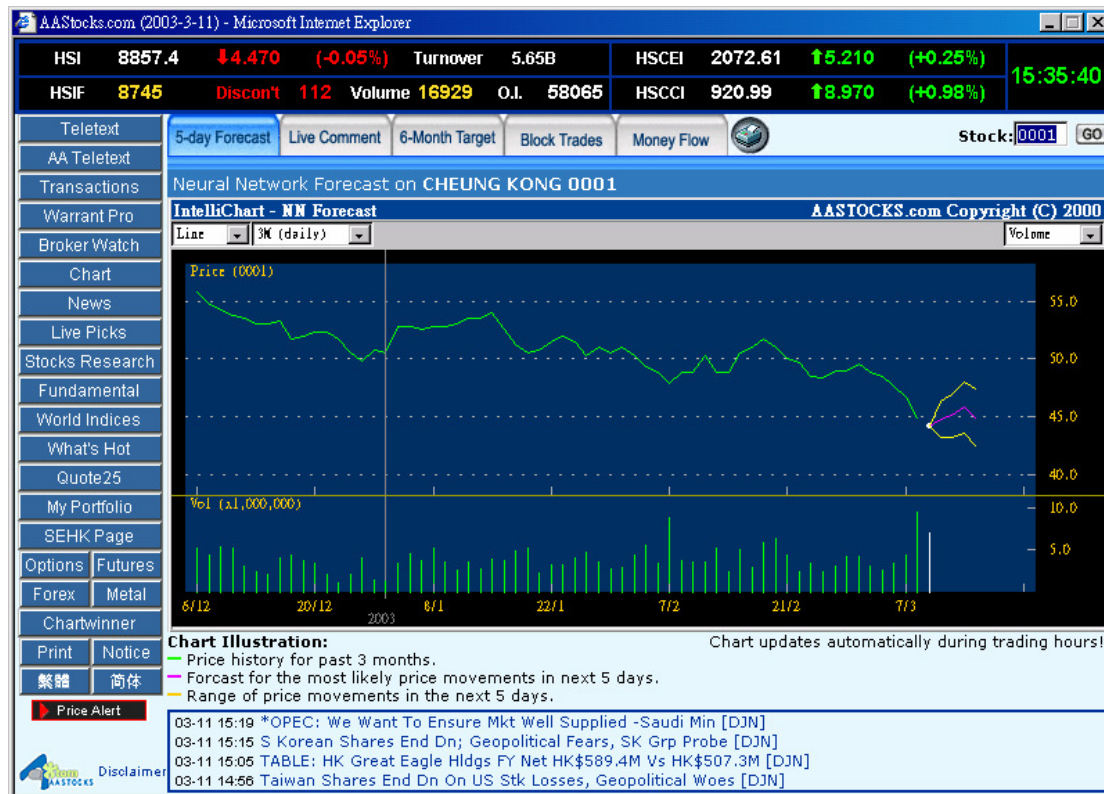 AAStocks.com (2003-3-11) - Microsoft Internet Explorer
HSI 8857.4 ⬇4.470 (-0.05%) Turnover 5.65B HSCEI 2072.61 ⬆5.210 (+0.25%) 15:35:40
HSIF 8745 Discon't 112 Volume 16929 O.I. 58065 HSCCI 920.99 ⬆8.970 (+0.98%)
Teletext
AA Teletext
Transactions
Warrant Pro
Broker Watch
Chart
News
Live Picks
Stocks Research
Fundamental
World Indices
What's Hot
Quote25
My Portfolio
SEHK Page
Options Futures
Forex Metal
Chartwinner
Print Notice
繁體 简体
Price Alert
Atom AASTOCKS Disclaimer
5-day Forecast Live Comment 6-Month Target Block Trades Money Flow Stock: 0001 GO
Neural Network Forecast on CHEUNG KONG 0001
IntelliChart - NN Forecast AASTOCKS.com Copyright (C) 2000
Line 3M (daily) Volume
Price (0001)
55.0
50.0
45.0
40.0
Vol (x1,000,000)
10.0
5.0
6/12 20/12 8/1 22/1 7/2 21/2 7/3
2003
Chart Illustration: Chart updates automatically during trading hours!
Price history for past 3 months.
Forcast for the most likely price movements in next 5 days.
Range of price movements in the next 5 days.
03-11 15:19 *OPEC: We Want To Ensure Mkt Well Supplied -Saudi Min [DJN]
03-11 15:15 S Korean Shares End Dn; Geopolitical Fears, SK Grp Probe [DJN]
03-11 15:05 TABLE: HK Great Eagle Hldgs FY Net HK$589.4M Vs HK$507.3M [DJN]
03-11 14:56 Taiwan Shares End Dn On US Stk Losses, Geopolitical Woes [DJN]